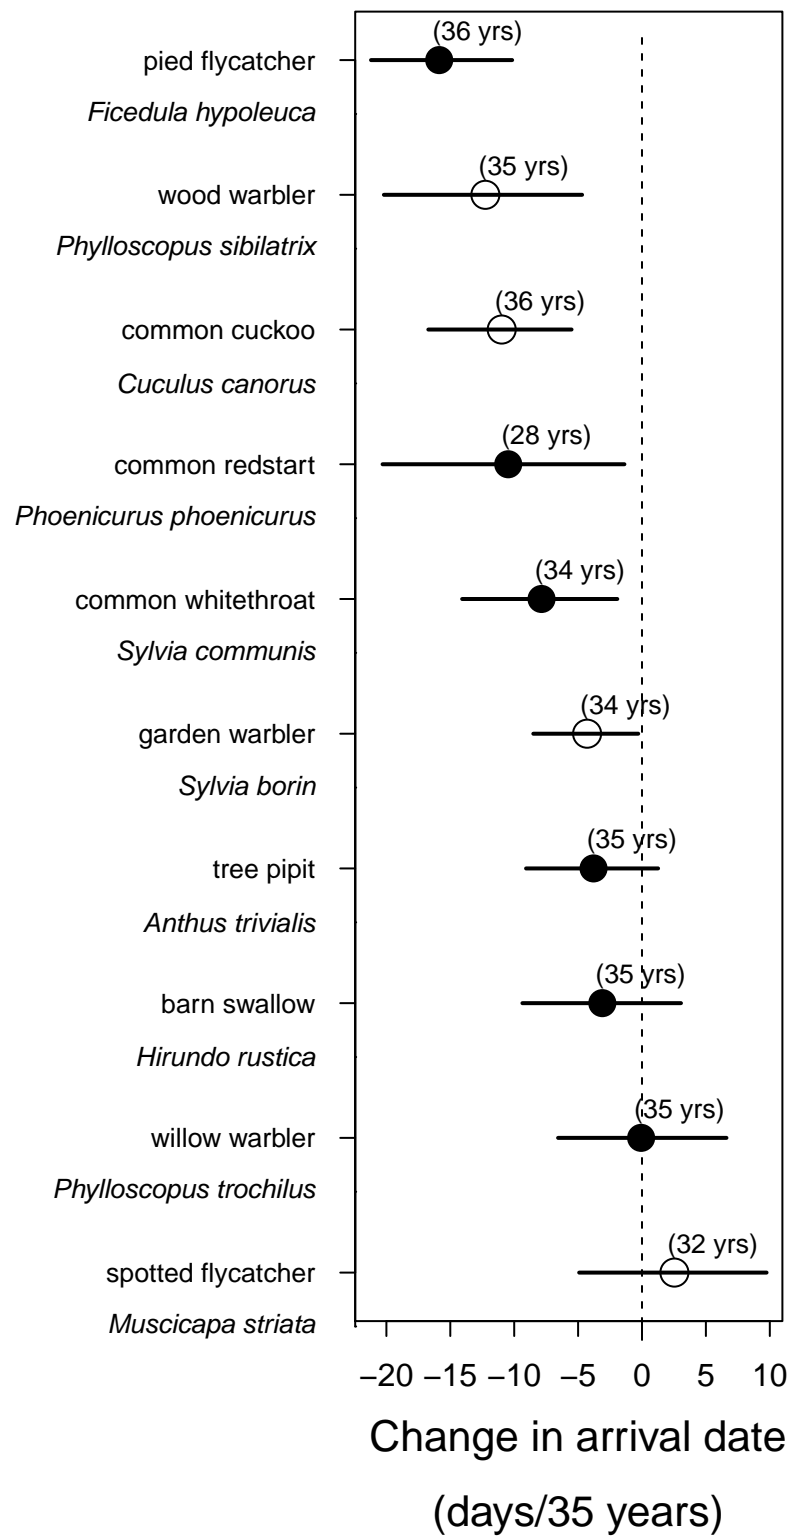 (36 yrs)
pied flycatcher
Ficedula hypoleuca
(35 yrs)
wood warbler
Phylloscopus sibilatrix
(36 yrs)
common cuckoo
Cuculus canorus
(28 yrs)
common redstart
Phoenicurus phoenicurus
(34 yrs)
common whitethroat
Sylvia communis
(34 yrs)
garden warbler
Sylvia borin
(35 yrs)
tree pipit
Anthus trivialis
(35 yrs)
barn swallow
Hirundo rustica
(35 yrs)
willow warbler
Phylloscopus trochilus
(32 yrs)
spotted flycatcher
Muscicapa striata
−20 −15 −10 −5 0 5 10
Change in arrival date
(days/35 years)